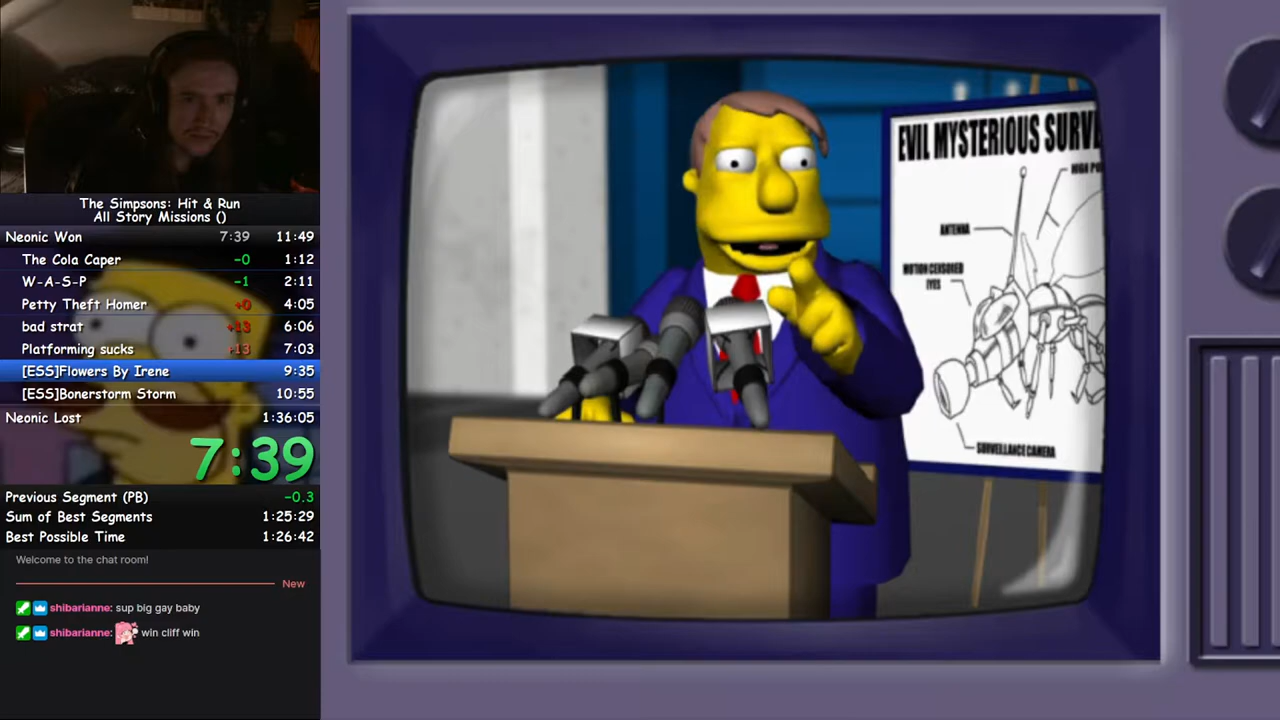 The Simpsons: Hit & Run
All Story Missions ()
Neonic Won 7:39 11:49
The Cola Caper -0 1:12
W-A-S-P -1 2:11
Petty Theft Homer +0 4:05
bad strat +13 6:06
Platforming sucks +13 7:03
[ESS]Flowers By Irene 9:35
[ESS]Bonerstorm Storm 10:55
Neonic Lost 1:36:05
7:39
Previous Segment (PB) -0.3
Sum of Best Segments 1:25:29
Best Possible Time 1:26:42
Welcome to the chat room!
New
shibarianne: sup big gay baby
shibarianne: win cliff win
EVIL MYSTERIOUS SURVE
HIGH PO
ANTENNA
MOTION CENSORED
EYES
SURVEILLANCE CAMERA